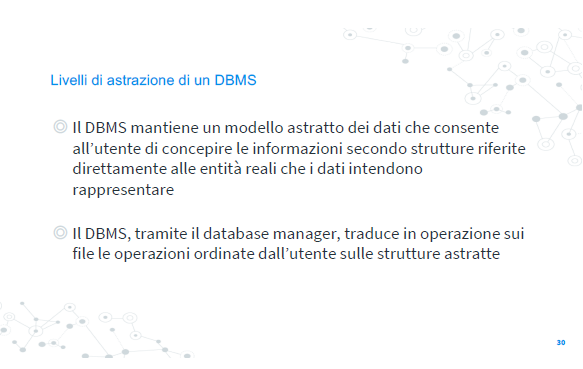 Livelli di astrazione di un DBMS
Il DBMS mantiene un modello astratto dei dati che consente
all'utente di concepire le informazioni secondo strutture riferite
direttamente alle entità reali che i dati intendono
rappresentare
Il DBMS, tramite il database manager, traduce in operazione sui
file le operazioni ordinate dall'utente sulle strutture astratte
30